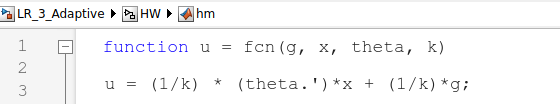 LR_3_Adaptive HW hm
1 function u = fcn(g, x, theta, k)
2
3 u = (1/k) * (theta.')*x + (1/k)*g;